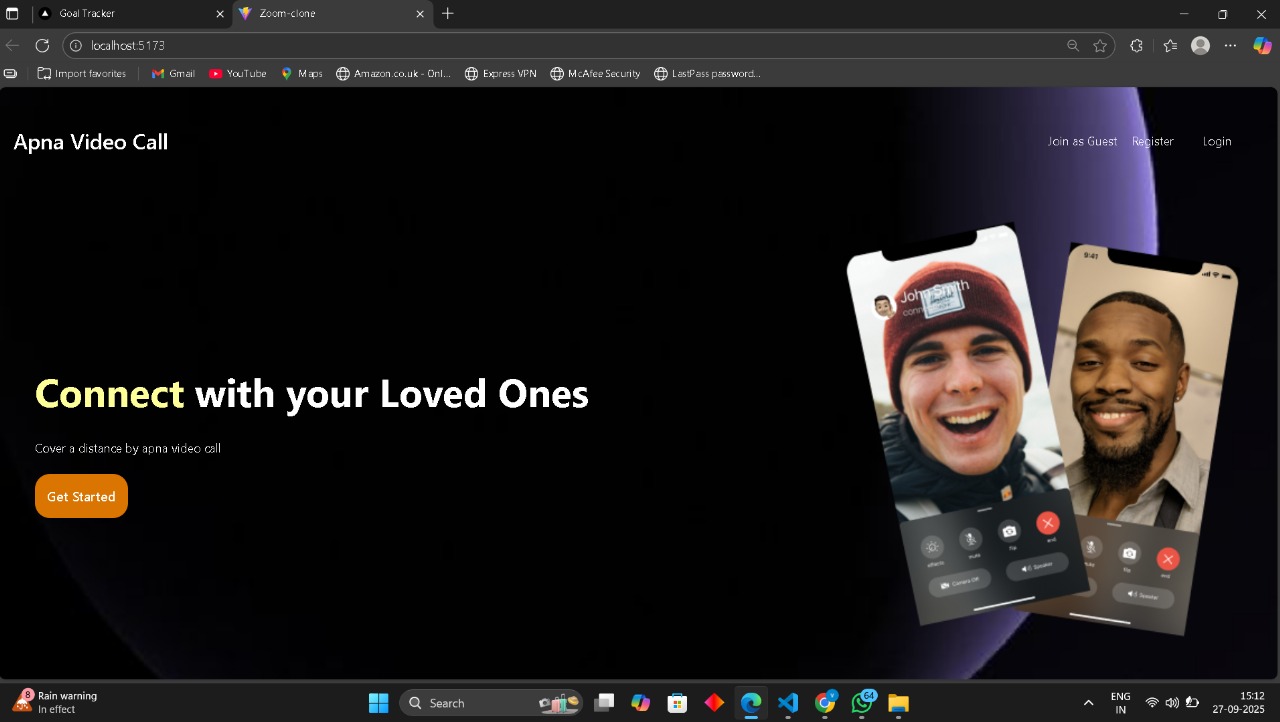 Goal Tracker
Zoom-clone
localhost:5173
Import favorites
Gmail
YouTube
Maps
Amazon.co.uk - Onl...
Express VPN
McAfee Security
LastPass password...
Apna Video Call
Join as Guest
Register
Login
9:41
John Smith
Connect with your Loved Ones
Cover a distance by apna video call
Get Started
effects
mute
flip
end
Camera Off
Speaker
flip
end
Speaker
8
Rain warning
In effect
Search
64
ENG
IN
15:12
27-09-2025